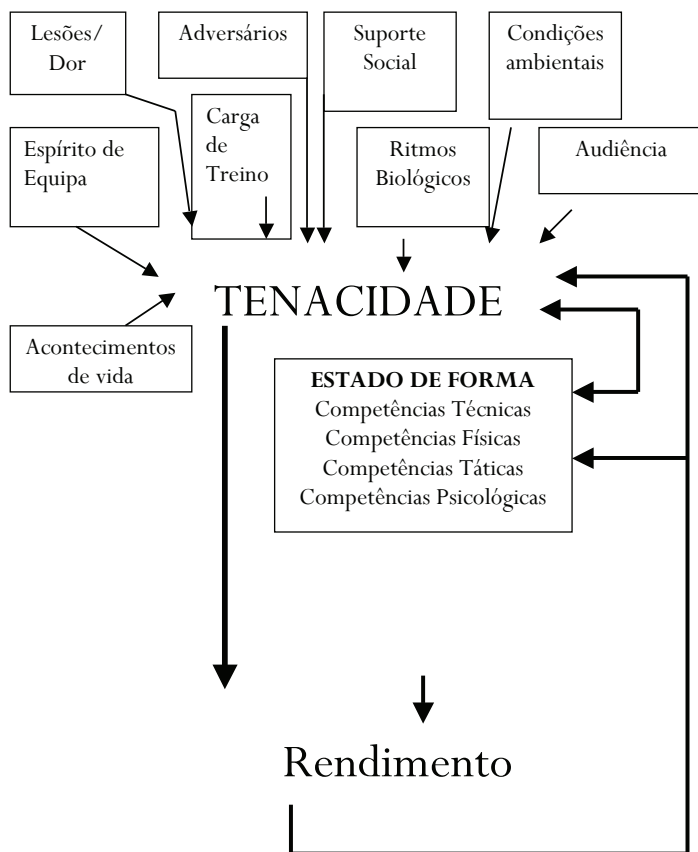 Lesões/
Dor
Adversários
Suporte
Social
Condições
ambientais
Espírito de
Equipa
Carga
de
Treino
Ritmos
Biológicos
Audiência
TENACIDADE
Acontecimentos
de vida
ESTADO DE FORMA
Competências Técnicas
Competências Físicas
Competências Táticas
Competências Psicológicas
Rendimento